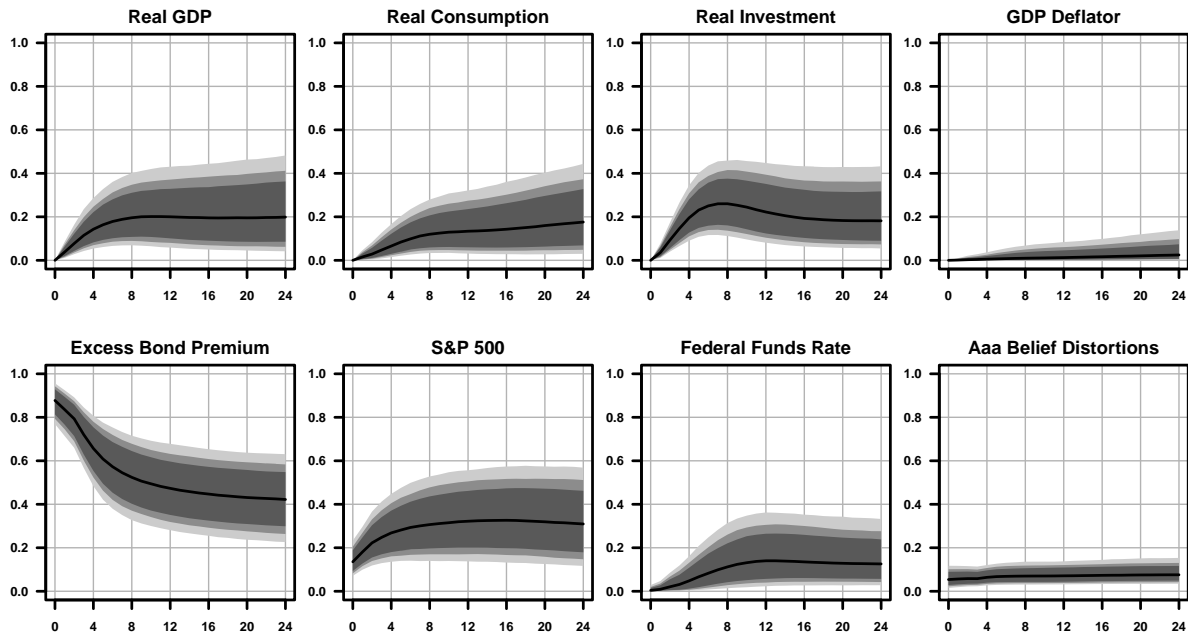 Real GDP
Real Consumption
Real Investment
GDP Deflator
1.0 1.0 1.0 1.0
0.8 0.8 0.8 0.8
0.6 0.6 0.6 0.6
0.4 0.4 0.4 0.4
0.2 0.2 0.2 0.2
0.0 0.0 0.0 0.0
0 4 8 12 16 20 24 0 4 8 12 16 20 24 0 4 8 12 16 20 24 0 4 8 12 16 20 24
Excess Bond Premium
S&P 500
Federal Funds Rate
Aaa Belief Distortions
1.0 1.0 1.0 1.0
0.8 0.8 0.8 0.8
0.6 0.6 0.6 0.6
0.4 0.4 0.4 0.4
0.2 0.2 0.2 0.2
0.0 0.0 0.0 0.0
0 4 8 12 16 20 24 0 4 8 12 16 20 24 0 4 8 12 16 20 24 0 4 8 12 16 20 24